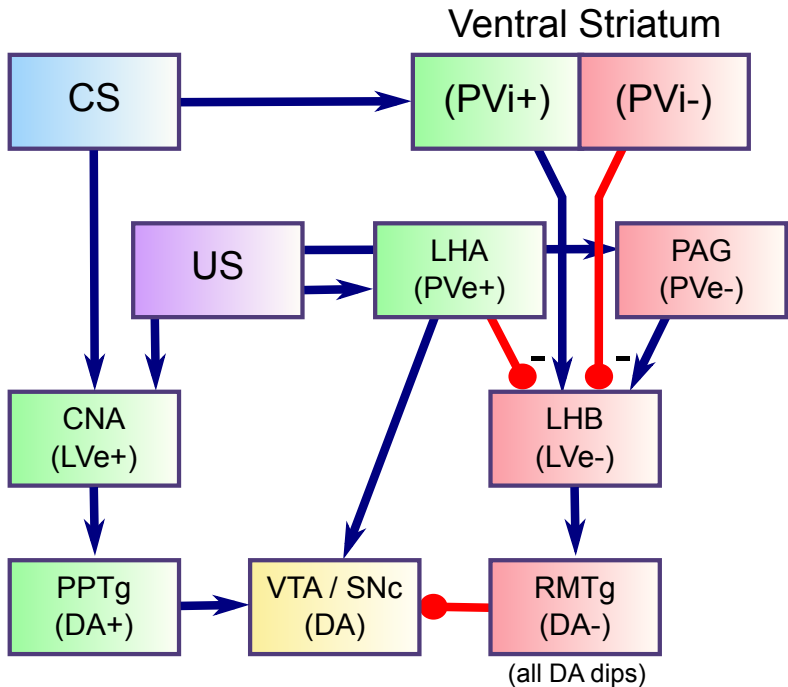 Ventral Striatum
CS
(PVi+)
(PVi-)
US
LHA
(PVe+)
PAG
(PVe-)
-
-
CNA
(LVe+)
LHB
(LVe-)
PPTg
(DA+)
VTA / SNc
(DA)
RMTg
(DA-)
(all DA dips)